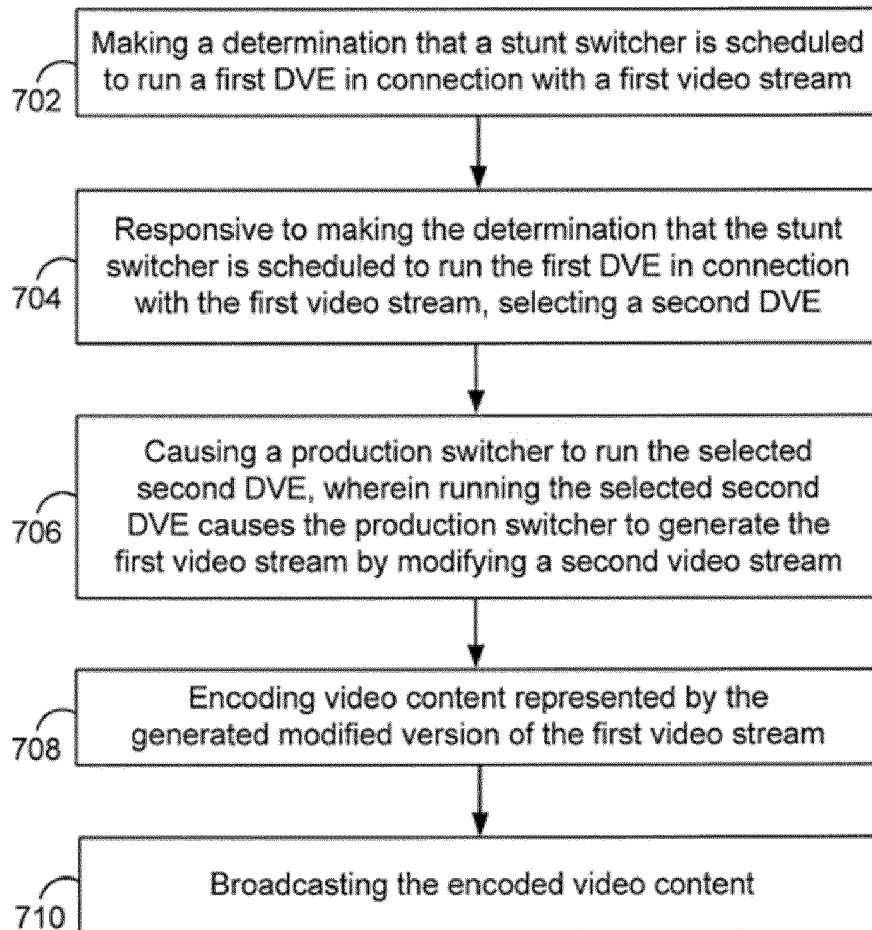 Making a determination that a stunt switcher is scheduled
to run a first DVE in connection with a first video stream
702
Responsive to making the determination that the stunt
switcher is scheduled to run the first DVE in connection
with the first video stream, selecting a second DVE
704
Causing a production switcher to run the selected
second DVE, wherein running the selected second
DVE causes the production switcher to generate the
first video stream by modifying a second video stream
706
Encoding video content represented by the
generated modified version of the first video stream
708
Broadcasting the encoded video content
710